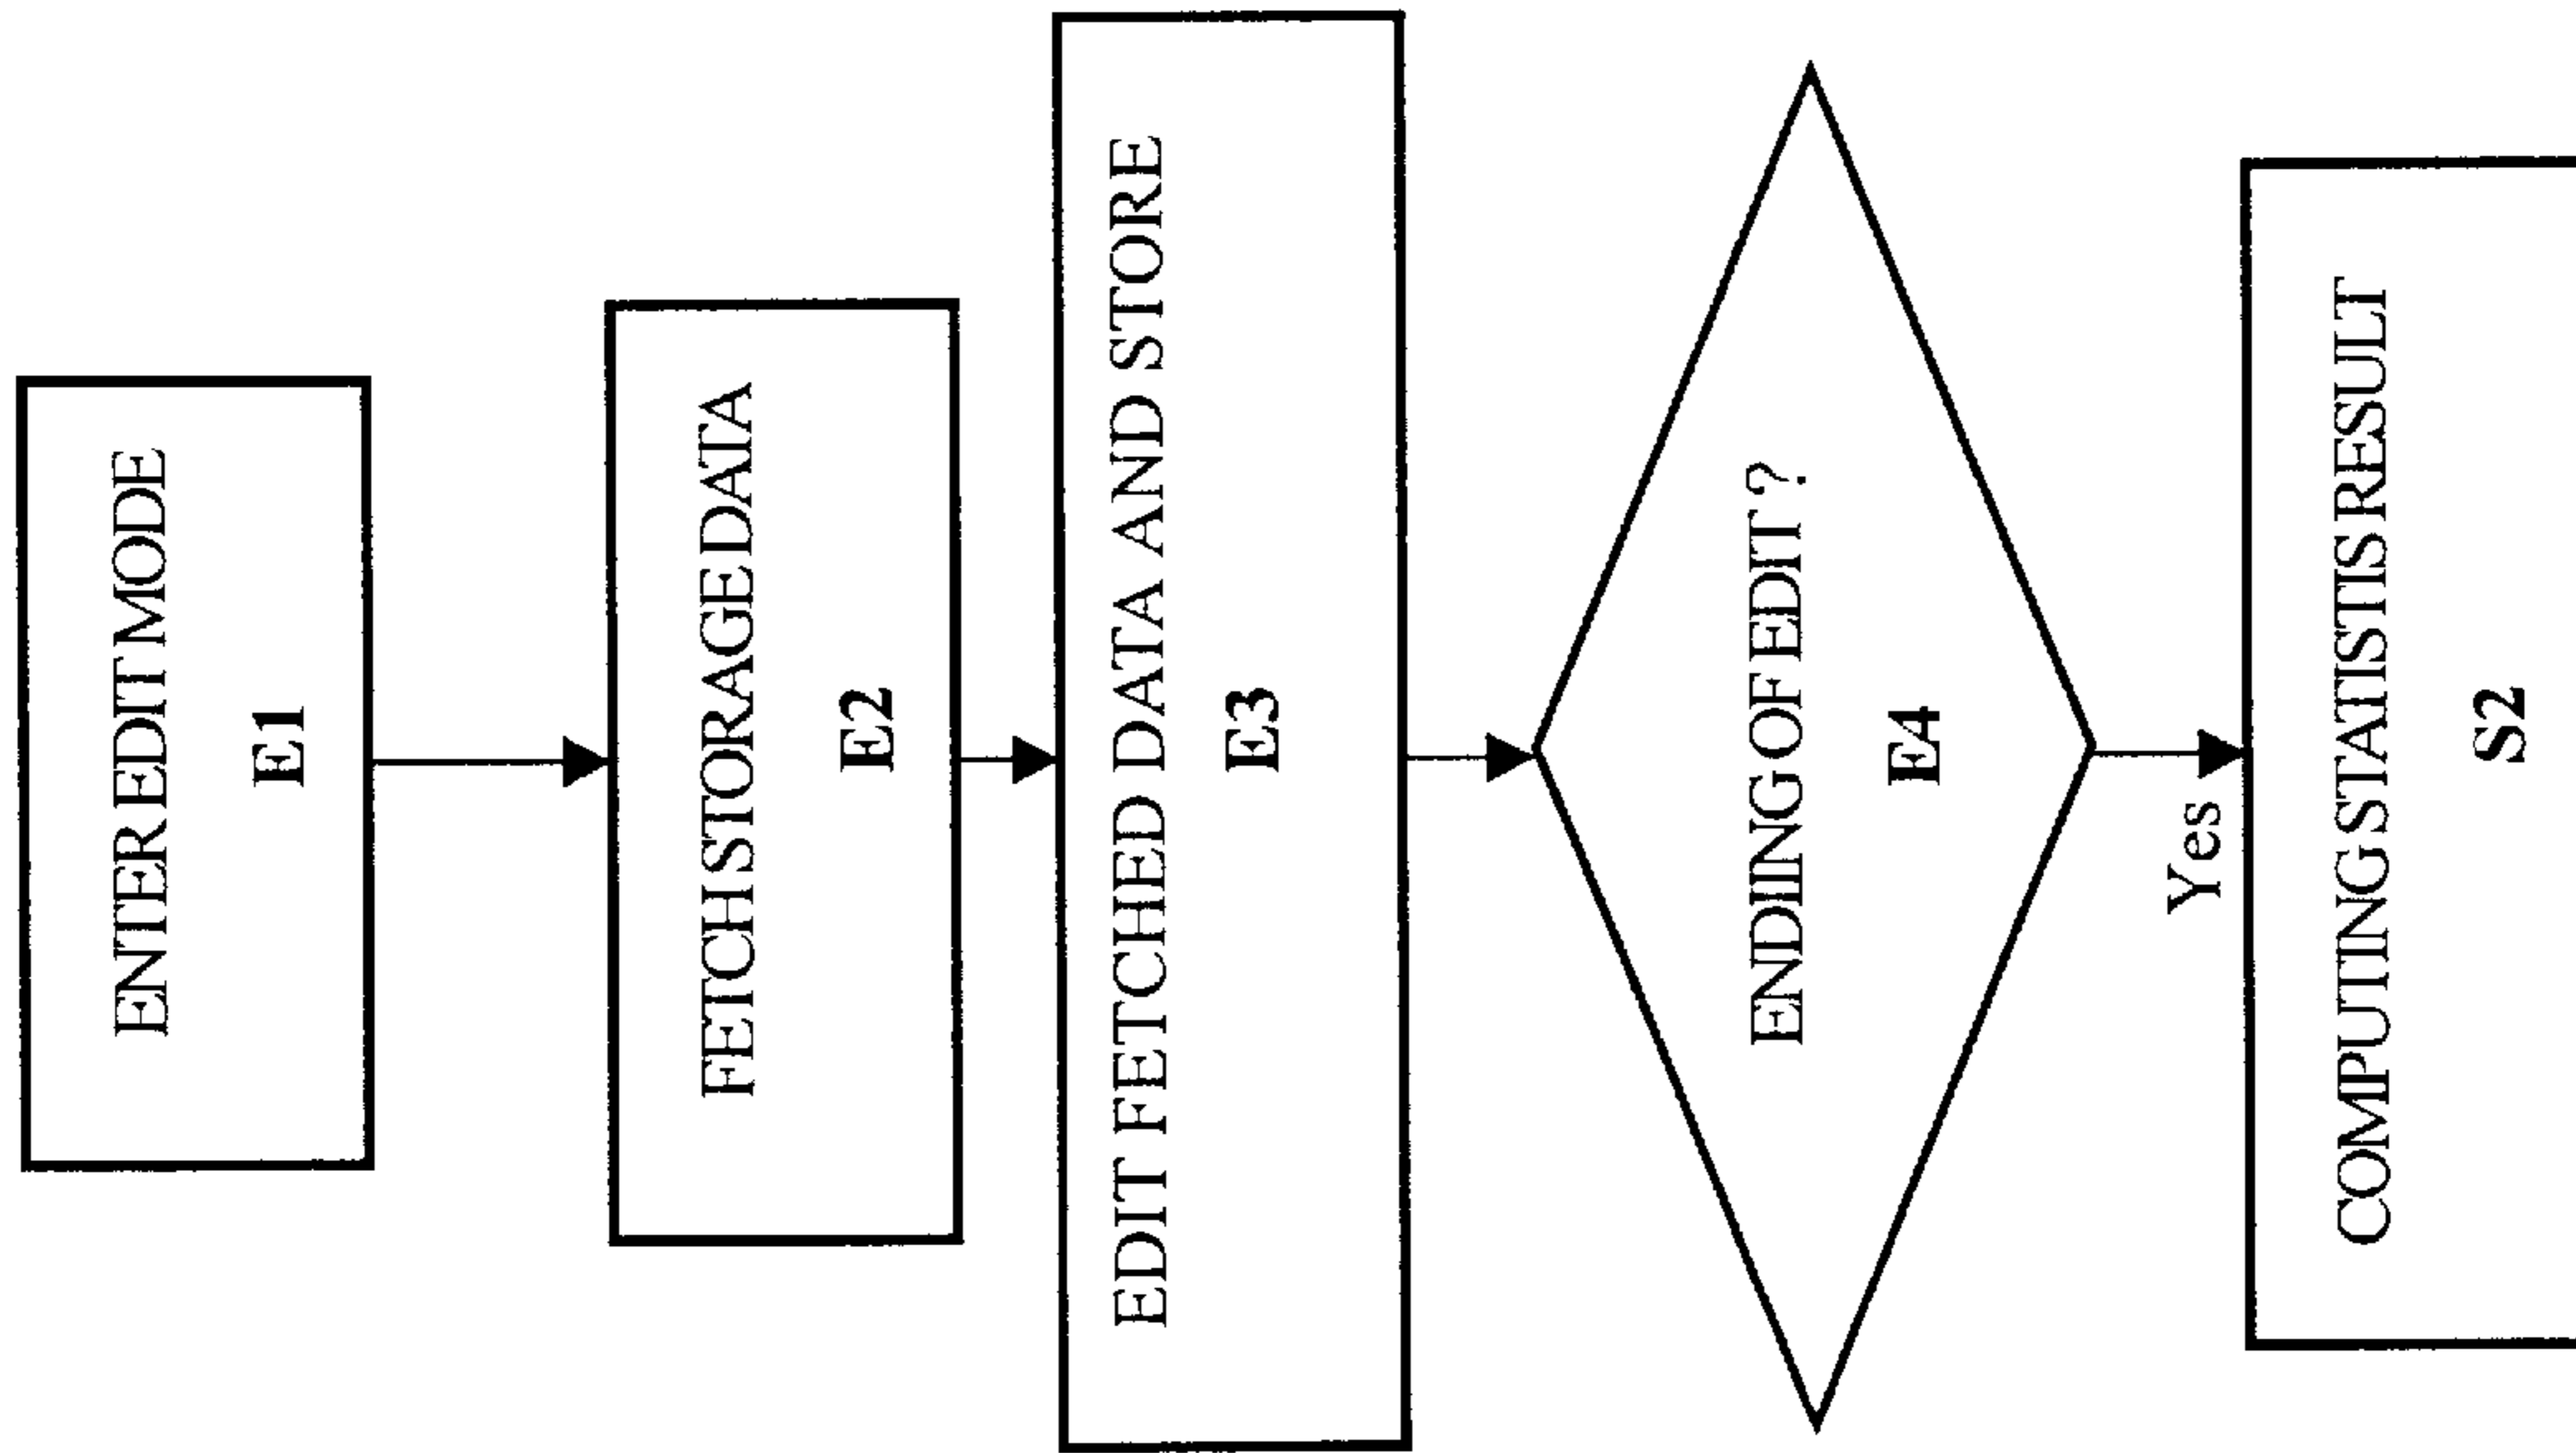 ENTER EDIT MODE
E1
FETCH STORAGE DATA
E2
EDIT FETCHED DATA AND STORE
E3
ENDIING OF EDIT ?
E4
Yes
COMPUTING STATISTIS RESULT
S2